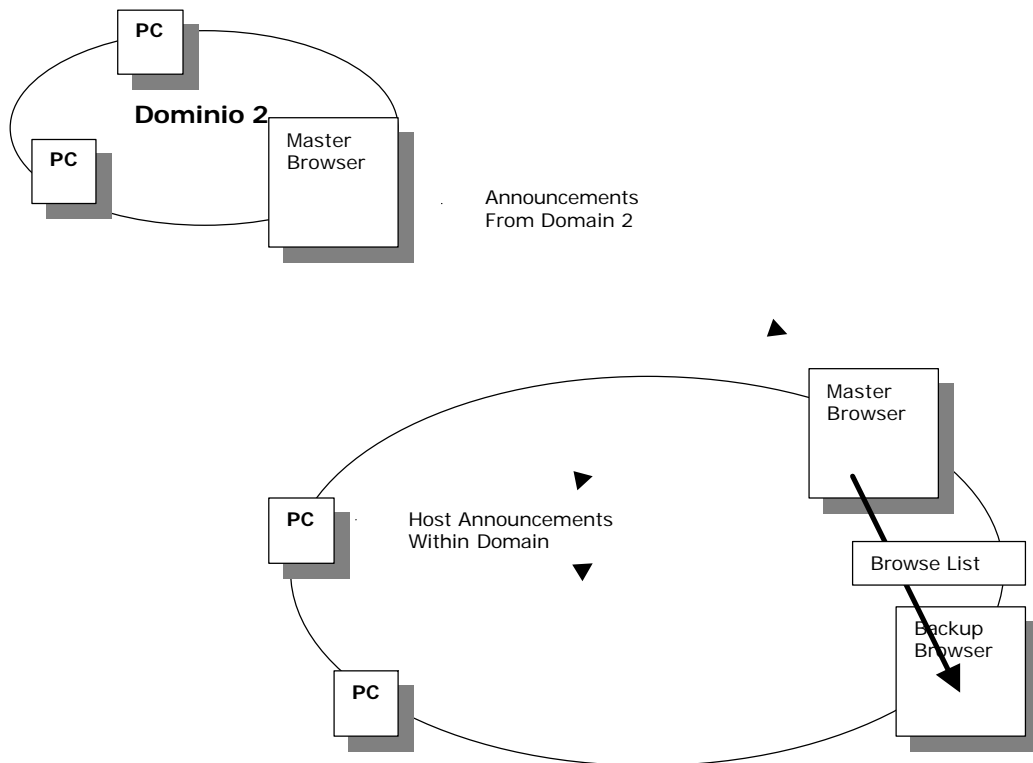 PC
Dominio 2
PC
Master
Browser
Announcements
From Domain 2
Master
Browser
PC
Host Announcements
Within Domain
Browse List
Backup
Browser
PC